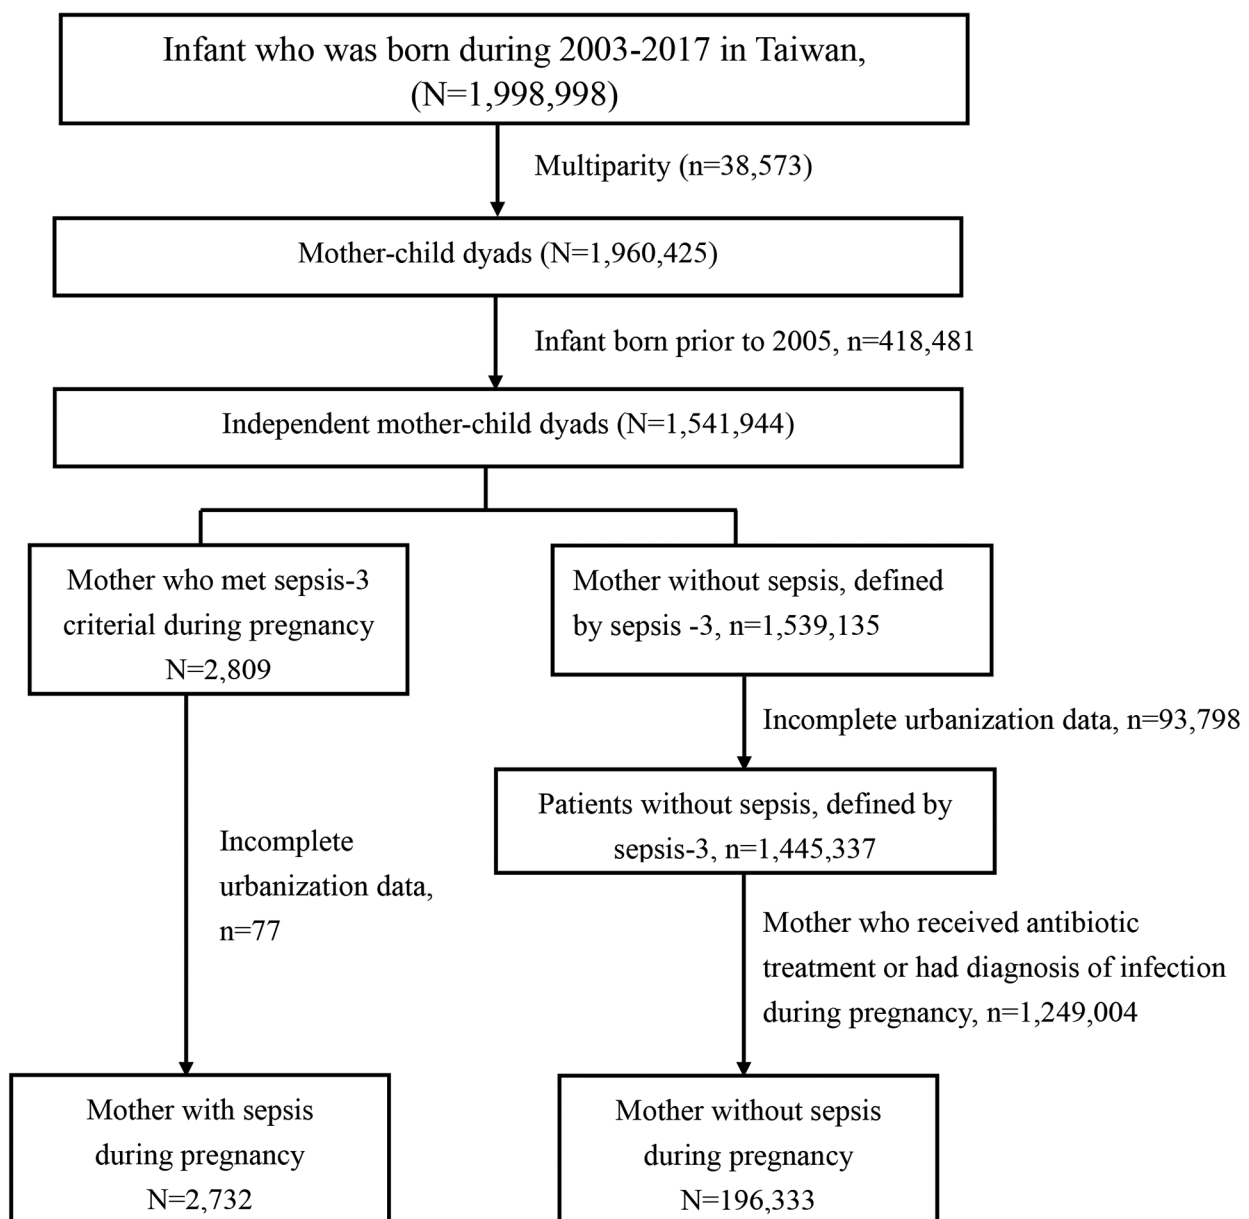 Infant who was born during 2003-2017 in Taiwan,
(N=1,998,998)
Multiparity (n=38,573)
Mother-child dyads (N=1,960,425)
Infant born prior to 2005, n=418,481
Independent mother-child dyads (N=1,541,944)
Mother who met sepsis-3
criterial during pregnancy
N=2,809
Mother without sepsis, defined
by sepsis -3, n=1,539,135
Incomplete urbanization data, n=93,798
Patients without sepsis, defined by
sepsis-3, n=1,445,337
Incomplete
urbanization data,
n=77
Mother who received antibiotic
treatment or had diagnosis of infection
during pregnancy, n=1,249,004
Mother with sepsis
during pregnancy
N=2,732
Mother without sepsis
during pregnancy
N=196,333